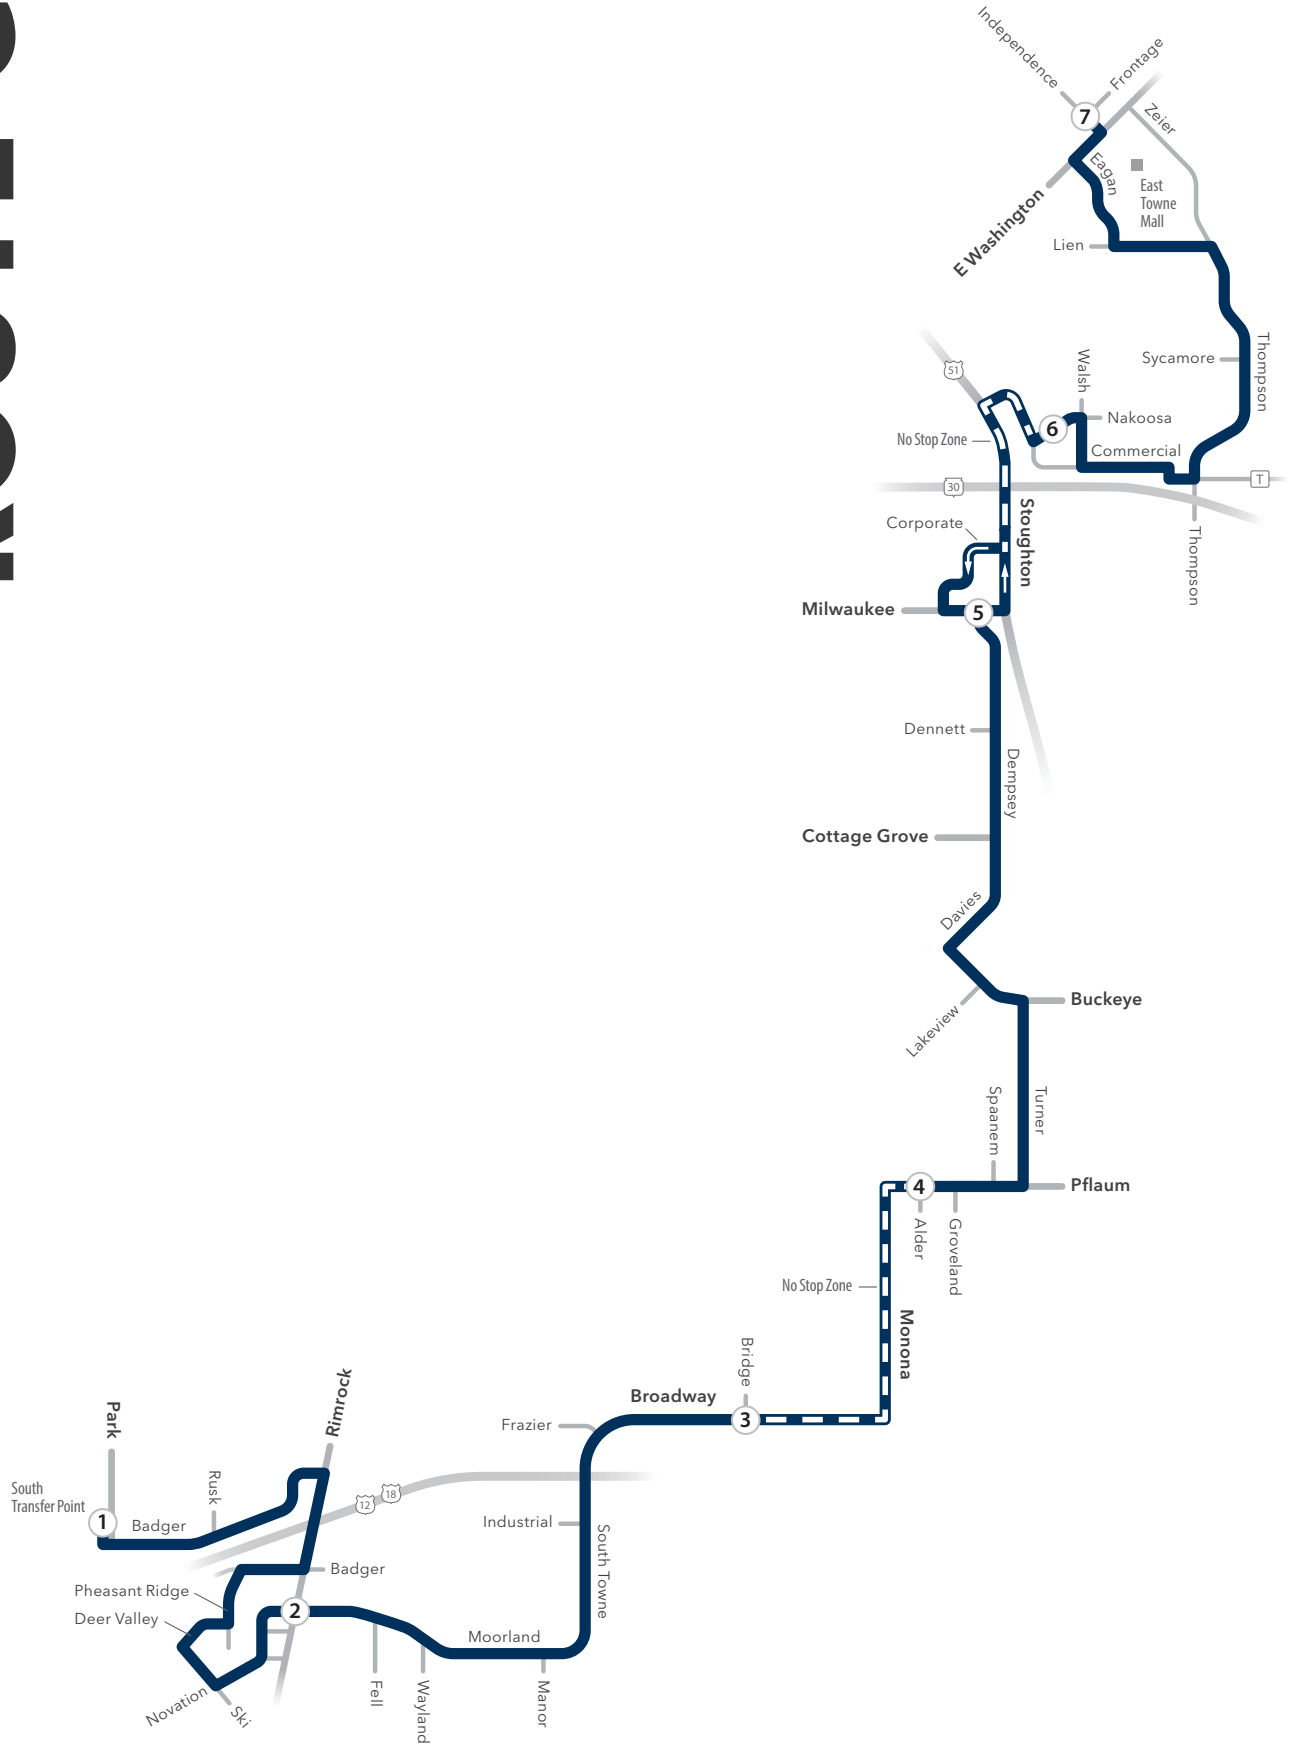 Independence
Frontage
7
Zeier
Eagan
East
Towne
Mall
E Washington
Lien
Thompson
Sycamore
51
Walsh
6
Nakoosa
No Stop Zone
Commercial
30
T
Stoughton
Corporate
Thompson
Milwaukee
5
Dennett
Dempsey
Cottage Grove
Davies
Buckeye
Lakeview
Spaanem
Turner
4
Pflaum
Alder
Groveland
No Stop Zone
Monona
Bridge
Rimrock
Broadway
3
Park
Frazier
Rusk
South
Transfer Point
12
18
1
Badger
Industrial
South Towne
Badger
Pheasant Ridge
Deer Valley
2
Moorland
Novation
Ski
Fell
Wayland
Manor